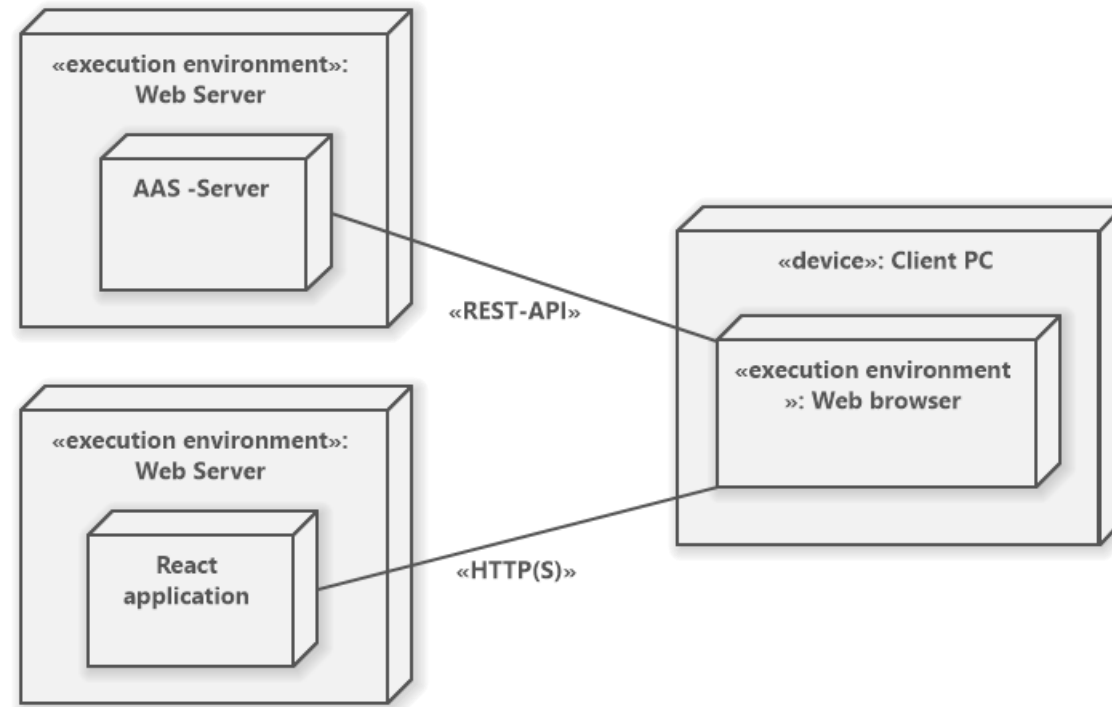 «execution environment»:
Web Server
AAS -Server
«device»: Client PC
«REST-API»
«execution environment
»: Web browser
«execution environment»:
Web Server
React
application
«HTTP(S)»